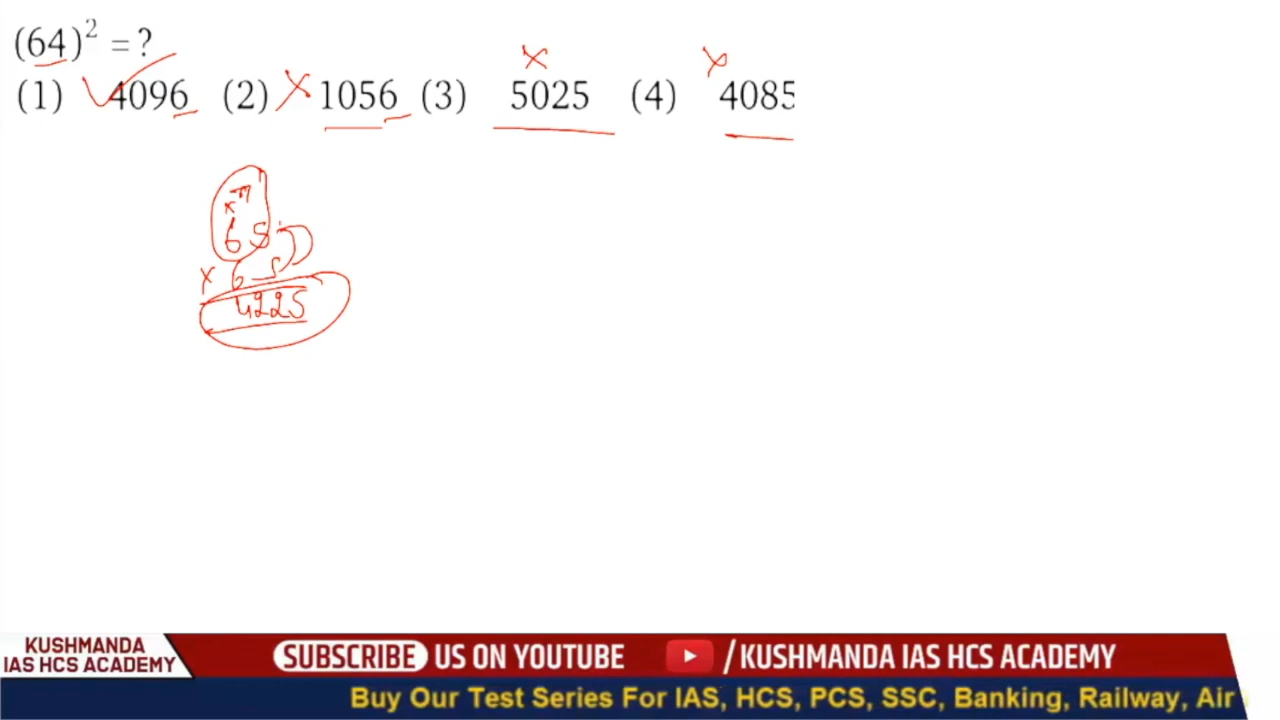 (64)² = ?
(1) 4096 (2) 1056 (3) 5025 (4) 4085
65
× 65
4225
KUSHMANDA
IAS HCS ACADEMY
SUBSCRIBE US ON YOUTUBE /KUSHMANDA IAS HCS ACADEMY
Buy Our Test Series For IAS, HCS, PCS, SSC, Banking, Railway, Air